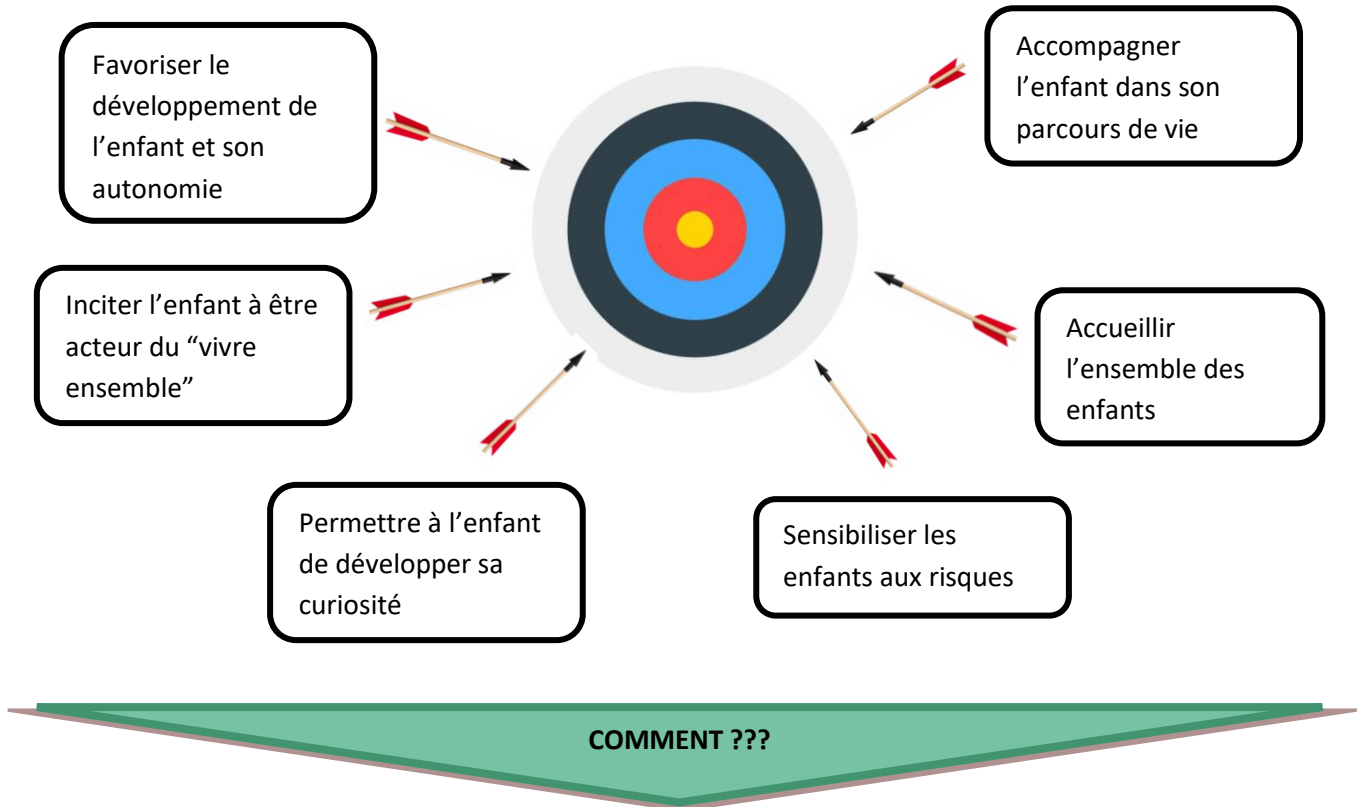 Favoriser le
développement de
l’enfant et son
autonomie
Accompagner
l’enfant dans son
parcours de vie
Inciter l’enfant à être
acteur du “vivre
ensemble”
Accueillir
l’ensemble des
enfants
Permettre à l’enfant
de développer sa
curiosité
Sensibiliser les
enfants aux risques
COMMENT ???